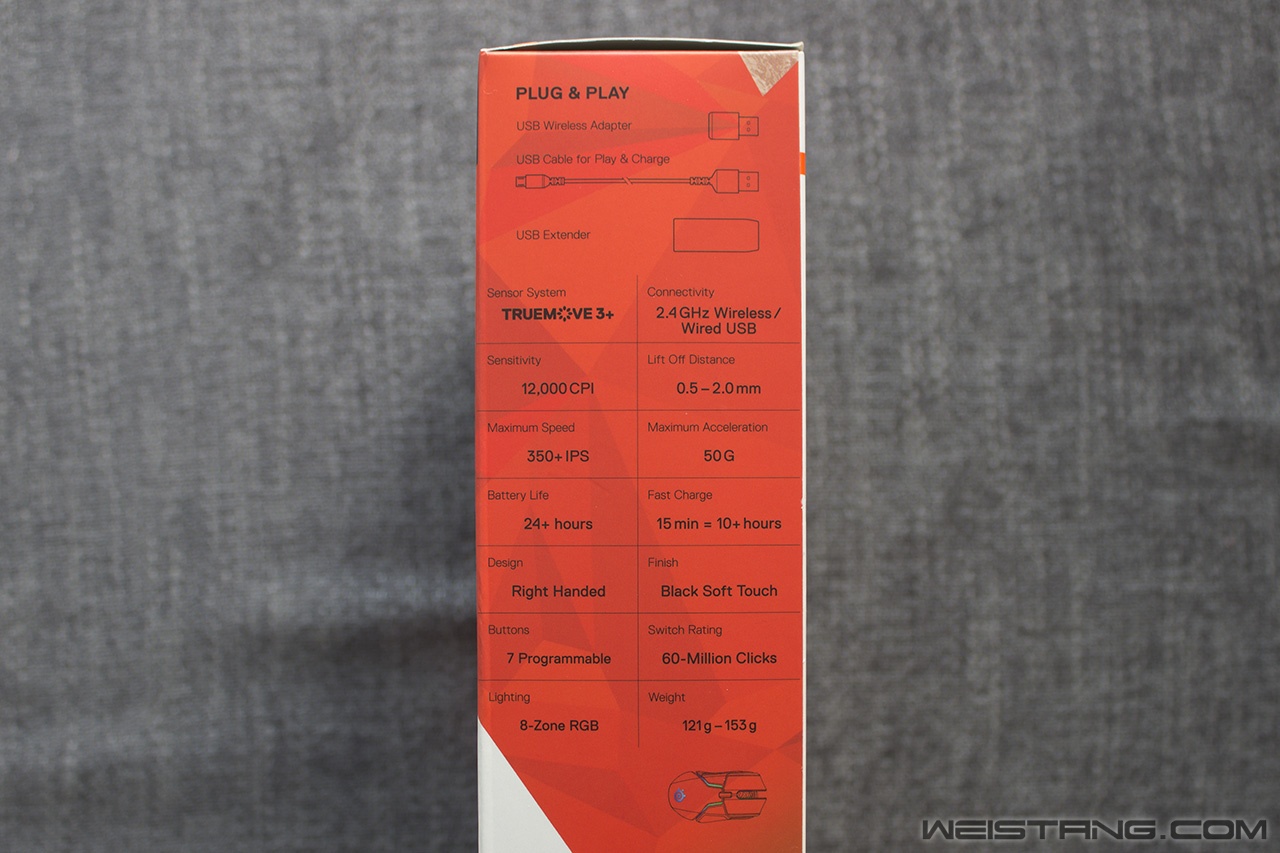 PLUG & PLAY
USB Wireless Adapter
USB Cable for Play & Charge
USB Extender
Sensor System
TRUEMOVE 3+
Connectivity
2.4GHz Wireless/
Wired USB
Sensitivity
12,000 CPI
Lift Off Distance
0.5 – 2.0 mm
Maximum Speed
350+ IPS
Maximum Acceleration
50 G
Battery Life
24+ hours
Fast Charge
15 min = 10+ hours
Design
Right Handed
Finish
Black Soft Touch
Buttons
7 Programmable
Switch Rating
60-Million Clicks
Lighting
8-Zone RGB
Weight
121 g – 153 g
WEISTANG.COM